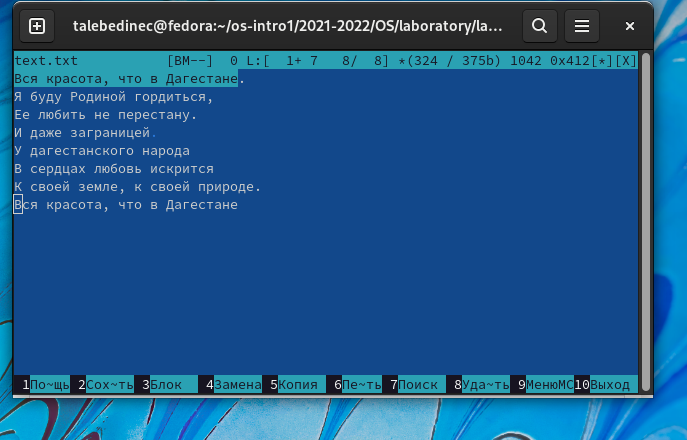 talebedinec@fedora:~/os-intro1/2021-2022/OS/laboratory/la...
text.txt [BM--] 0 L:[ 1+ 7 8/ 8] *(324 / 375b) 1042 0x412[*][X]
Вся красота, что в Дагестане.
Я буду Родиной гордиться,
Ее любить не перестану.
И даже заграницей.
У дагестанского народа
В сердцах любовь искрится
К своей земле, к своей природе.
Вся красота, что в Дагестане
1По~щь 2Сох~ть 3Блок 4Замена 5Копия 6Пе~ть 7Поиск 8Уда~ть 9МенюMC 10Выход